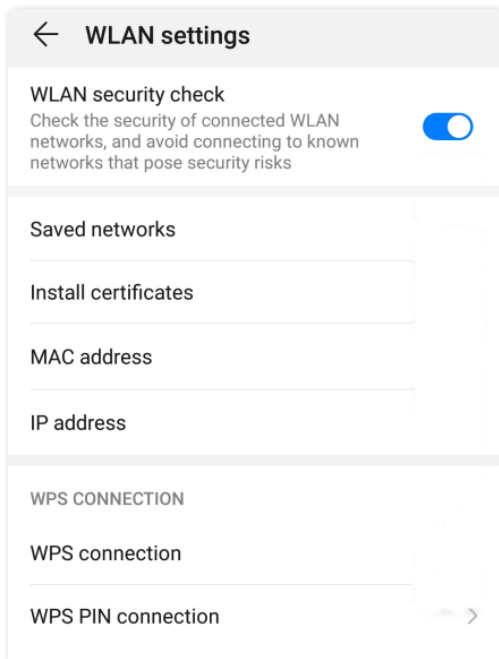 WLAN settings
WLAN security check
Check the security of connected WLAN
networks, and avoid connecting to known
networks that pose security risks
Saved networks
Install certificates
MAC address
IP address
WPS CONNECTION
WPS connection
WPS PIN connection